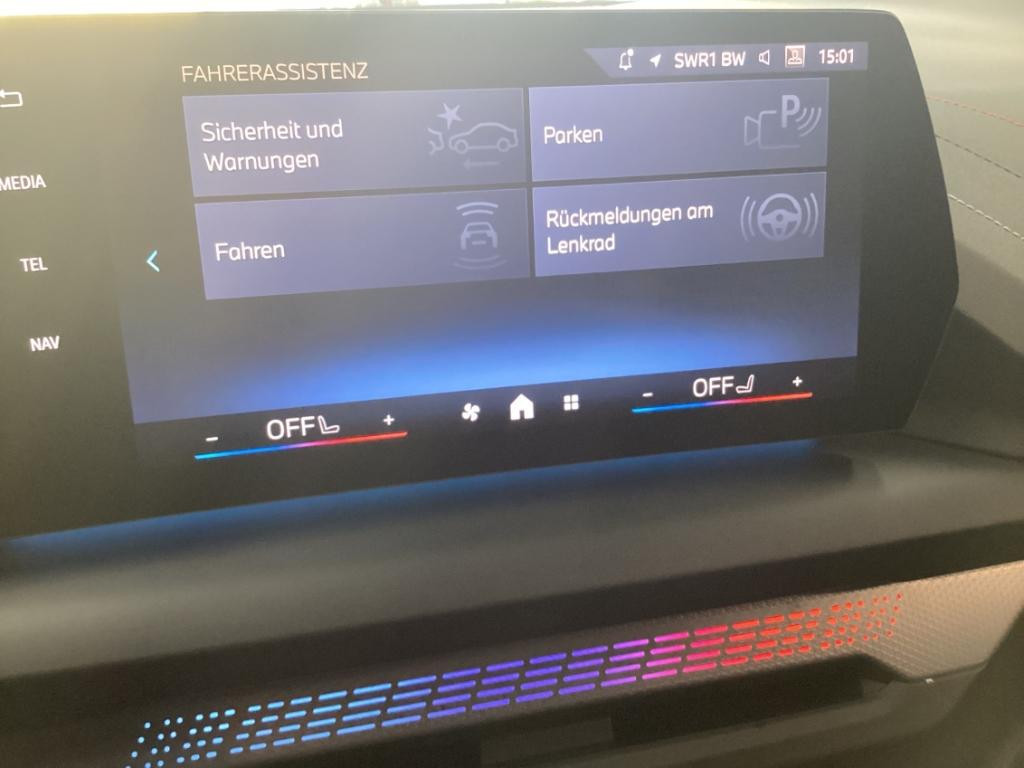 FAHRERASSISTENZ
SWR1 BW 15:01
Sicherheit und
Warnungen
Parken
P
Fahren
Rückmeldungen am
Lenkrad
MEDIA
TEL
NAV
- OFF +
- OFF +